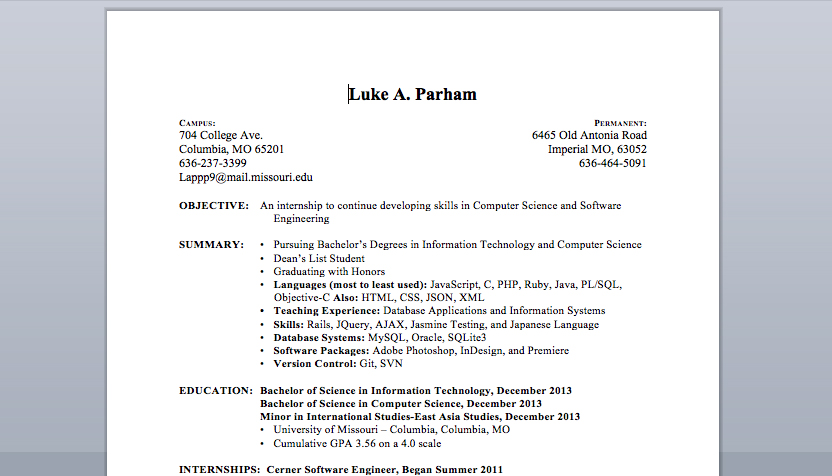 Luke A. Parham
CAMPUS: PERMANENT:
704 College Ave. 6465 Old Antonia Road
Columbia, MO 65201 Imperial MO, 63052
636-237-3399 636-464-5091
Lappp9@mail.missouri.edu
OBJECTIVE: An internship to continue developing skills in Computer Science and Software
Engineering
SUMMARY: • Pursuing Bachelor’s Degrees in Information Technology and Computer Science
• Dean’s List Student
• Graduating with Honors
• Languages (most to least used): JavaScript, C, PHP, Ruby, Java, PL/SQL,
Objective-C Also: HTML, CSS, JSON, XML
• Teaching Experience: Database Applications and Information Systems
• Skills: Rails, JQuery, AJAX, Jasmine Testing, and Japanese Language
• Database Systems: MySQL, Oracle, SQLite3
• Software Packages: Adobe Photoshop, InDesign, and Premiere
• Version Control: Git, SVN
EDUCATION: Bachelor of Science in Information Technology, December 2013
Bachelor of Science in Computer Science, December 2013
Minor in International Studies-East Asia Studies, December 2013
• University of Missouri – Columbia, Columbia, MO
• Cumulative GPA 3.56 on a 4.0 scale
INTERNSHIPS: Cerner Software Engineer, Began Summer 2011